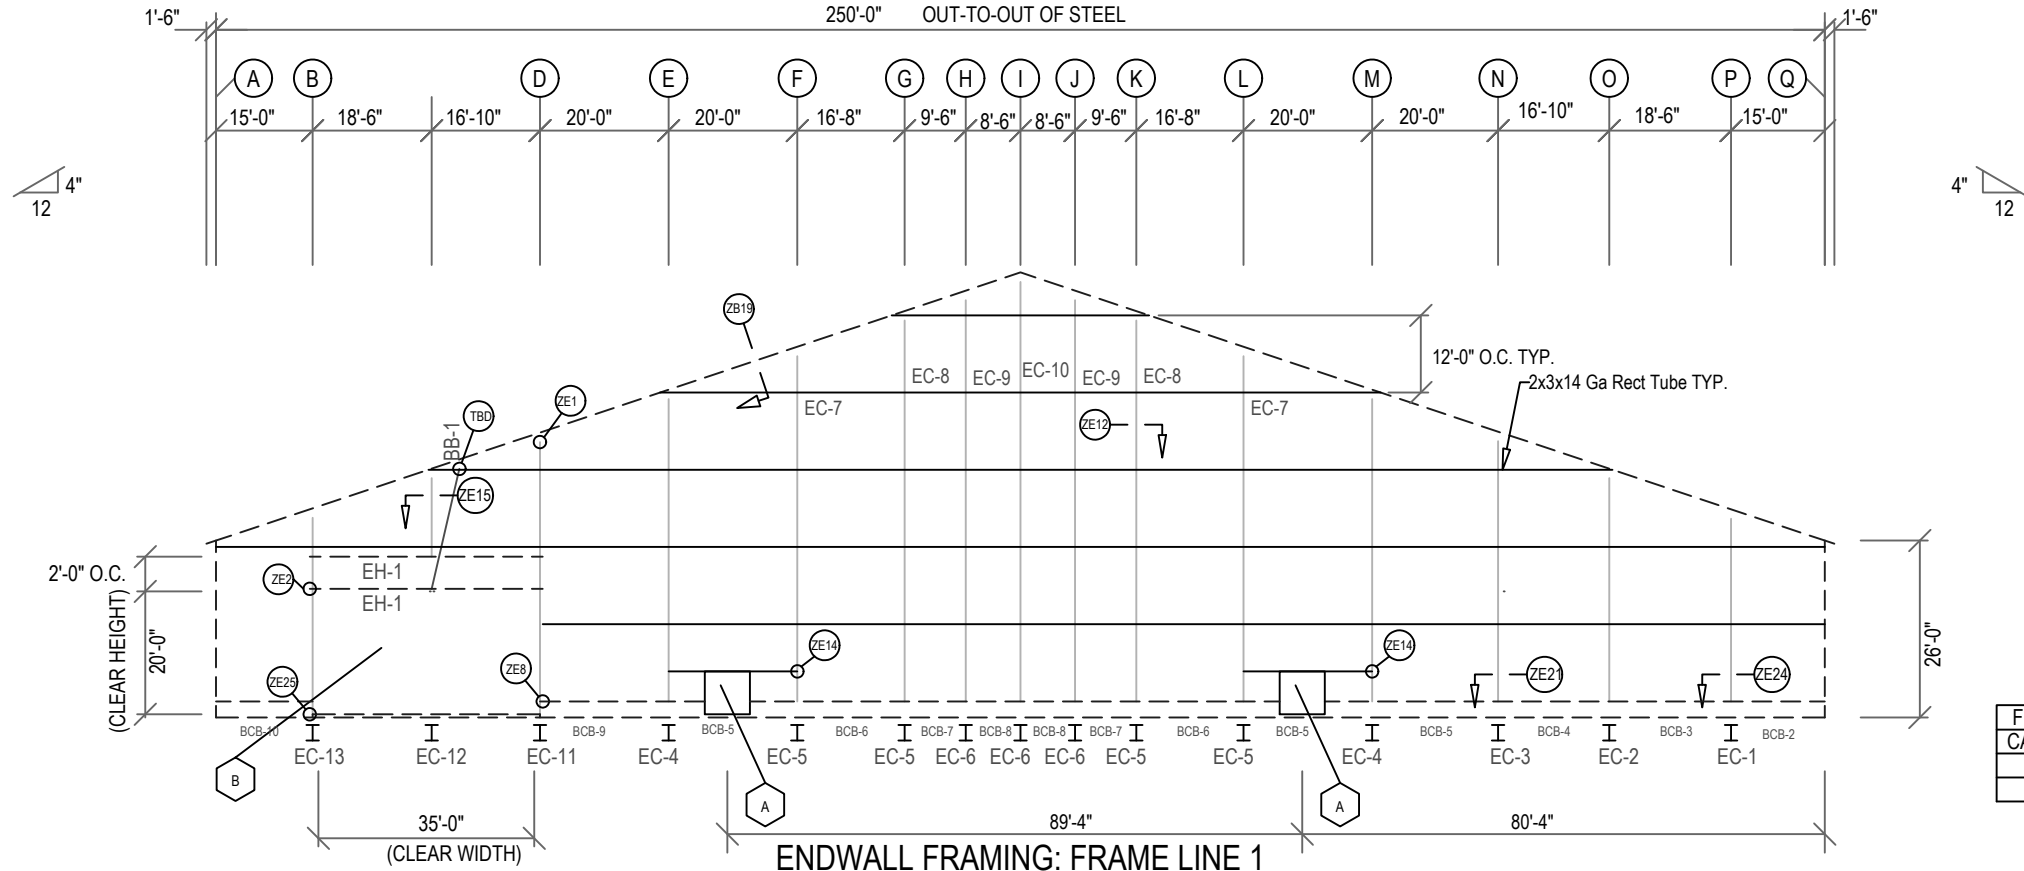 1'-6" 250'-0" OUT-TO-OUT OF STEEL 1'-6"
A B D E F G H I J K L M N O P Q
15'-0" 18'-6" 16'-10" 20'-0" 20'-0" 16'-8" 9'-6" 8'-6" 8'-6" 9'-6" 16'-8" 20'-0" 20'-0" 16'-10" 18'-6" 15'-0"
4" 4"
12 12
ZB19
12'-0" O.C. TYP.
EC-8 EC-9 EC-10 EC-9 EC-8
2x3x14 Ga Rect Tube TYP.
ZE1
EC-7 EC-7
TBD
BB-1
ZE12
ZE15
2'-0" O.C.
EH-1
ZE2
EH-1
(CLEAR HEIGHT)
20'-0"
26'-0"
ZE14 ZE14
ZE25 ZE8 ZE21 ZE24
BCB-10 BCB-9 BCB-5 BCB-6 BCB-7 BCB-8 BCB-8 BCB-7 BCB-6 BCB-5 BCB-5 BCB-4 BCB-3 BCB-2
EC-13 EC-12 EC-11 EC-4 EC-5 EC-5 EC-6 EC-6 EC-6 EC-5 EC-5 EC-4 EC-3 EC-2 EC-1
F
CA
B
A A
35'-0" 89'-4" 80'-4"
(CLEAR WIDTH)
ENDWALL FRAMING: FRAME LINE 1